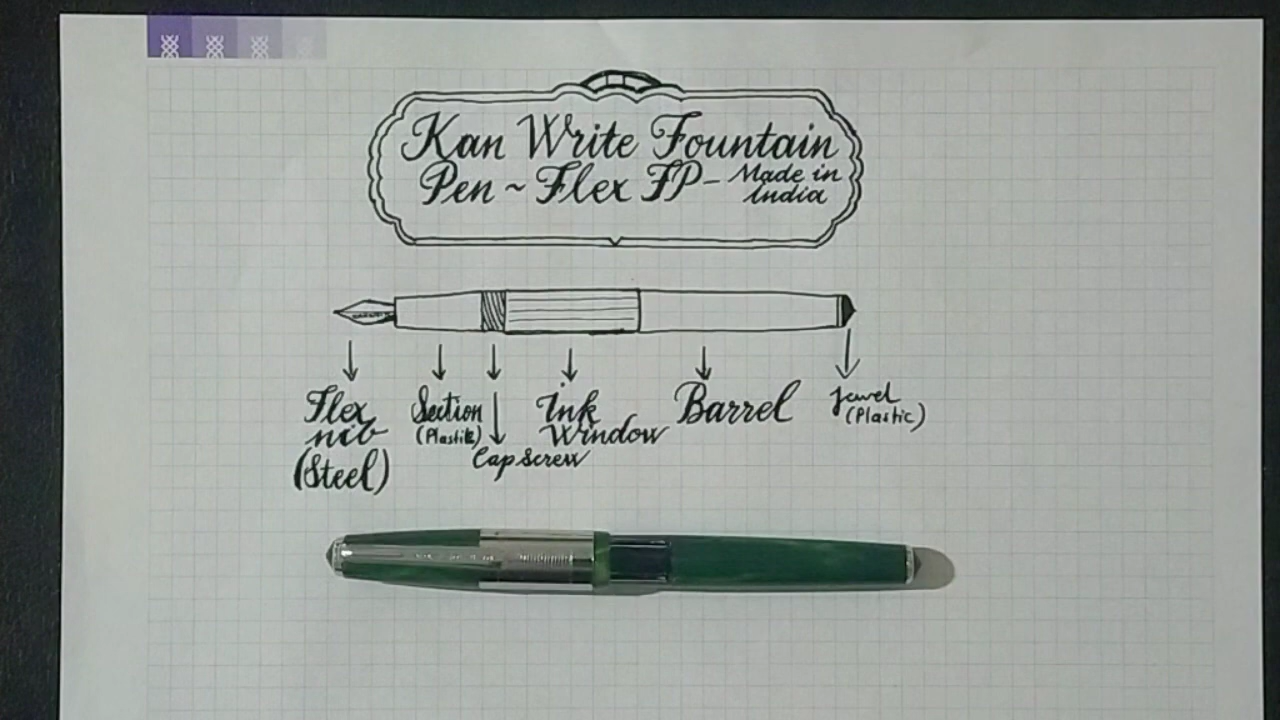 Kan Write Fountain
Pen ~ Flex FP - Made in
India
Flex
nib
(Steel)
Section
(Plastik)
Cap screw
Ink
Window
Barrel
Jewel
(Plastic)